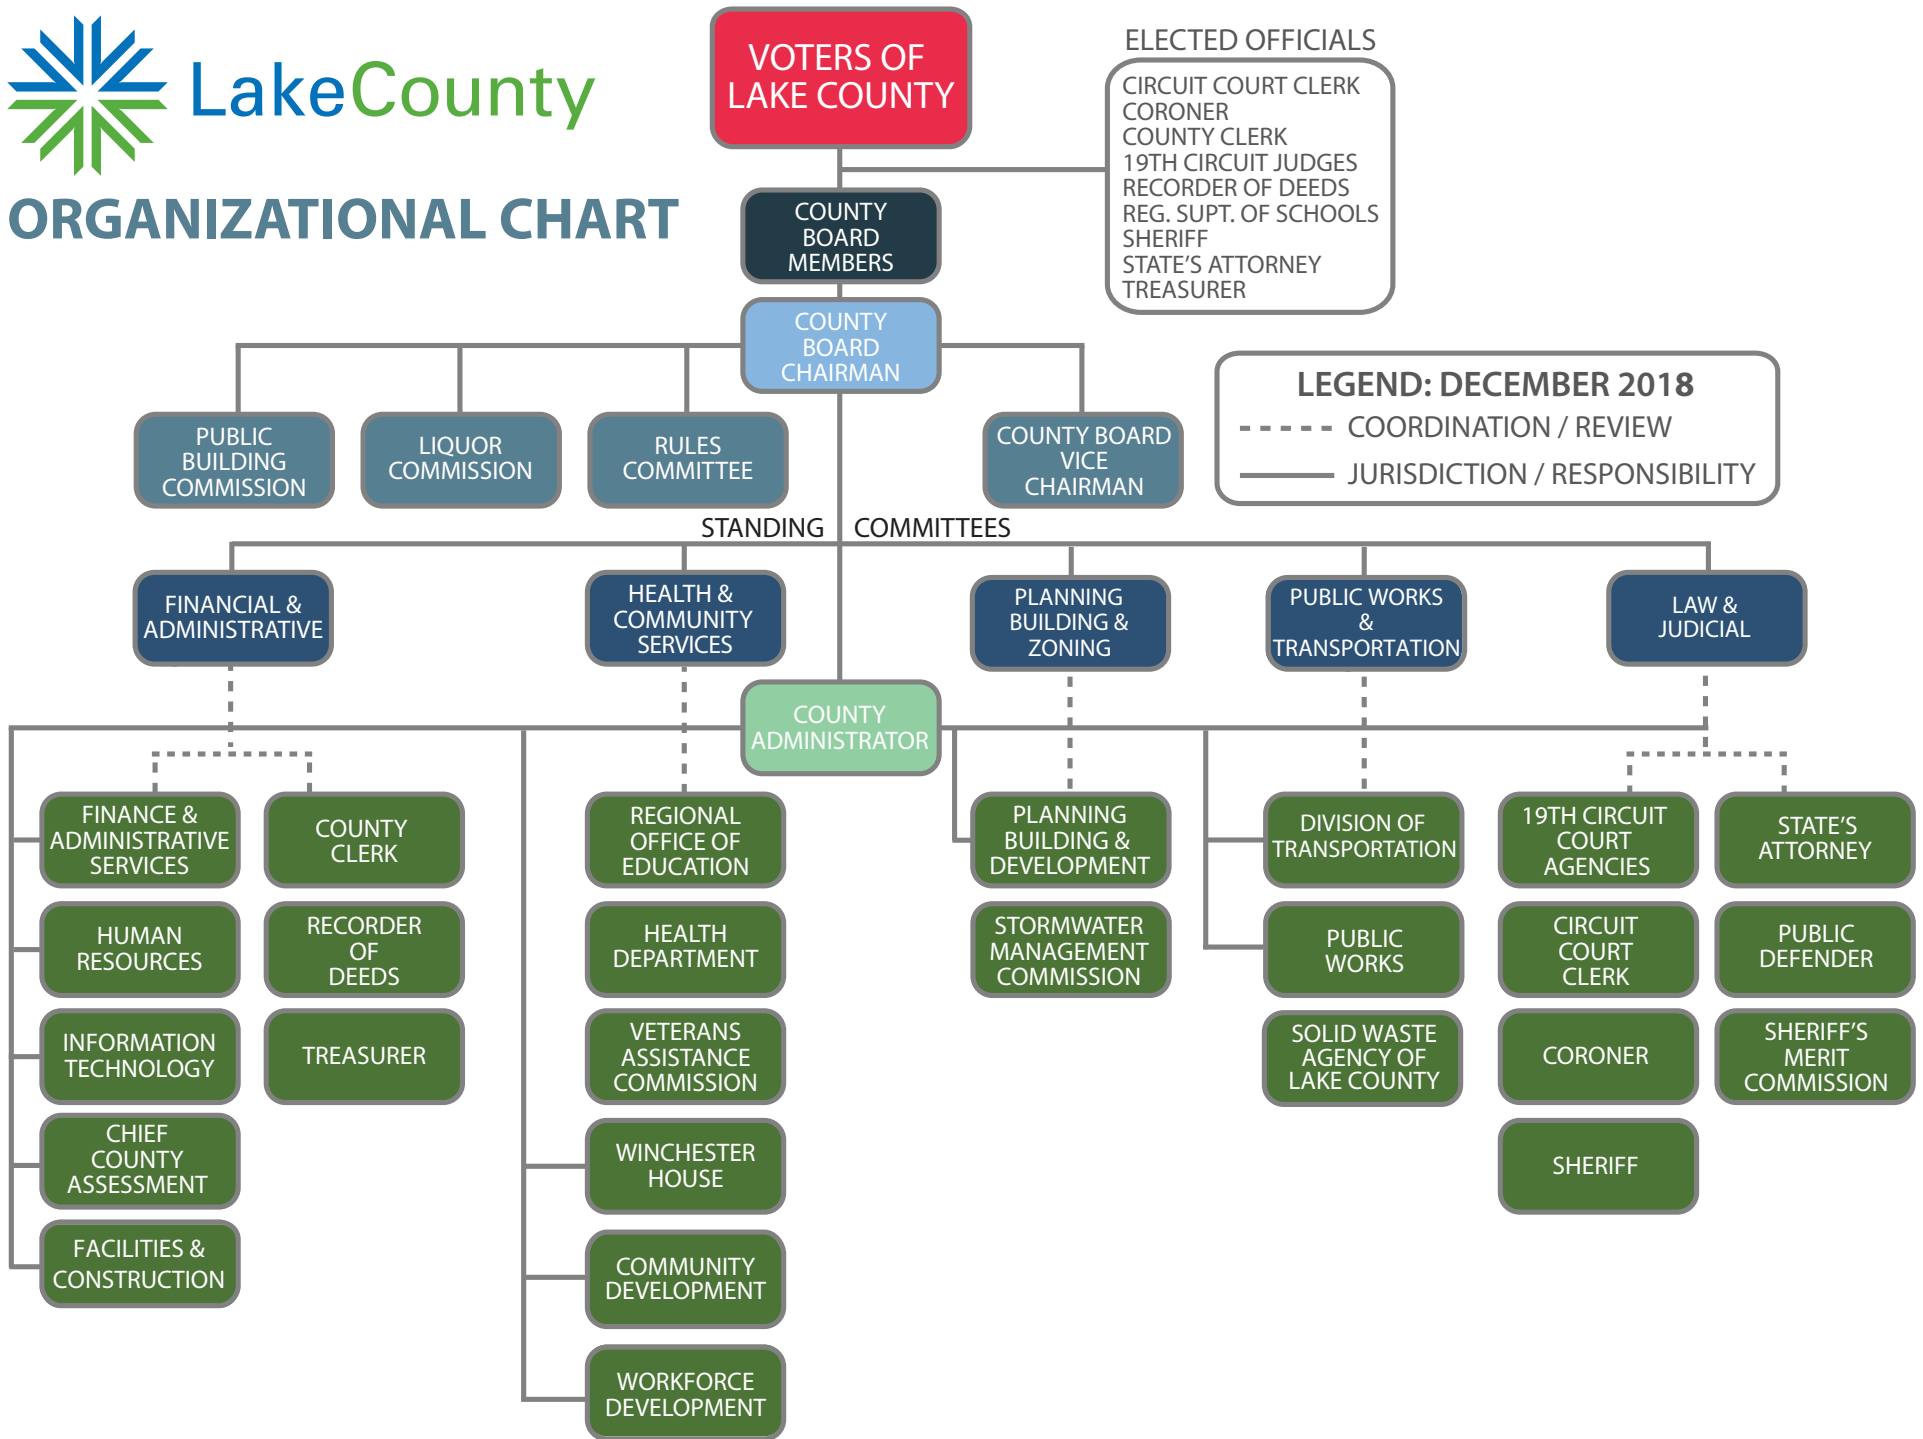 LakeCounty
ORGANIZATIONAL CHART
VOTERS OF
LAKE COUNTY
ELECTED OFFICIALS
CIRCUIT COURT CLERK
CORONER
COUNTY CLERK
19TH CIRCUIT JUDGES
RECORDER OF DEEDS
REG. SUPT. OF SCHOOLS
SHERIFF
STATE'S ATTORNEY
TREASURER
COUNTY
BOARD
MEMBERS
COUNTY
BOARD
CHAIRMAN
LEGEND: DECEMBER 2018
COORDINATION / REVIEW
JURISDICTION / RESPONSIBILITY
PUBLIC
BUILDING
COMMISSION
LIQUOR
COMMISSION
RULES
COMMITTEE
COUNTY BOARD
VICE
CHAIRMAN
STANDING COMMITTEES
FINANCIAL &
ADMINISTRATIVE
HEALTH &
COMMUNITY
SERVICES
PLANNING
BUILDING &
ZONING
PUBLIC WORKS
&
TRANSPORTATION
LAW &
JUDICIAL
COUNTY
ADMINISTRATOR
FINANCE &
ADMINISTRATIVE
SERVICES
COUNTY
CLERK
REGIONAL
OFFICE OF
EDUCATION
PLANNING
BUILDING &
DEVELOPMENT
DIVISION OF
TRANSPORTATION
19TH CIRCUIT
COURT
AGENCIES
STATE'S
ATTORNEY
HUMAN
RESOURCES
RECORDER
OF
DEEDS
HEALTH
DEPARTMENT
STORMWATER
MANAGEMENT
COMMISSION
PUBLIC
WORKS
CIRCUIT
COURT
CLERK
PUBLIC
DEFENDER
INFORMATION
TECHNOLOGY
TREASURER
VETERANS
ASSISTANCE
COMMISSION
SOLID WASTE
AGENCY OF
LAKE COUNTY
CORONER
SHERIFF'S
MERIT
COMMISSION
CHIEF
COUNTY
ASSESSMENT
WINCHESTER
HOUSE
SHERIFF
FACILITIES &
CONSTRUCTION
COMMUNITY
DEVELOPMENT
WORKFORCE
DEVELOPMENT